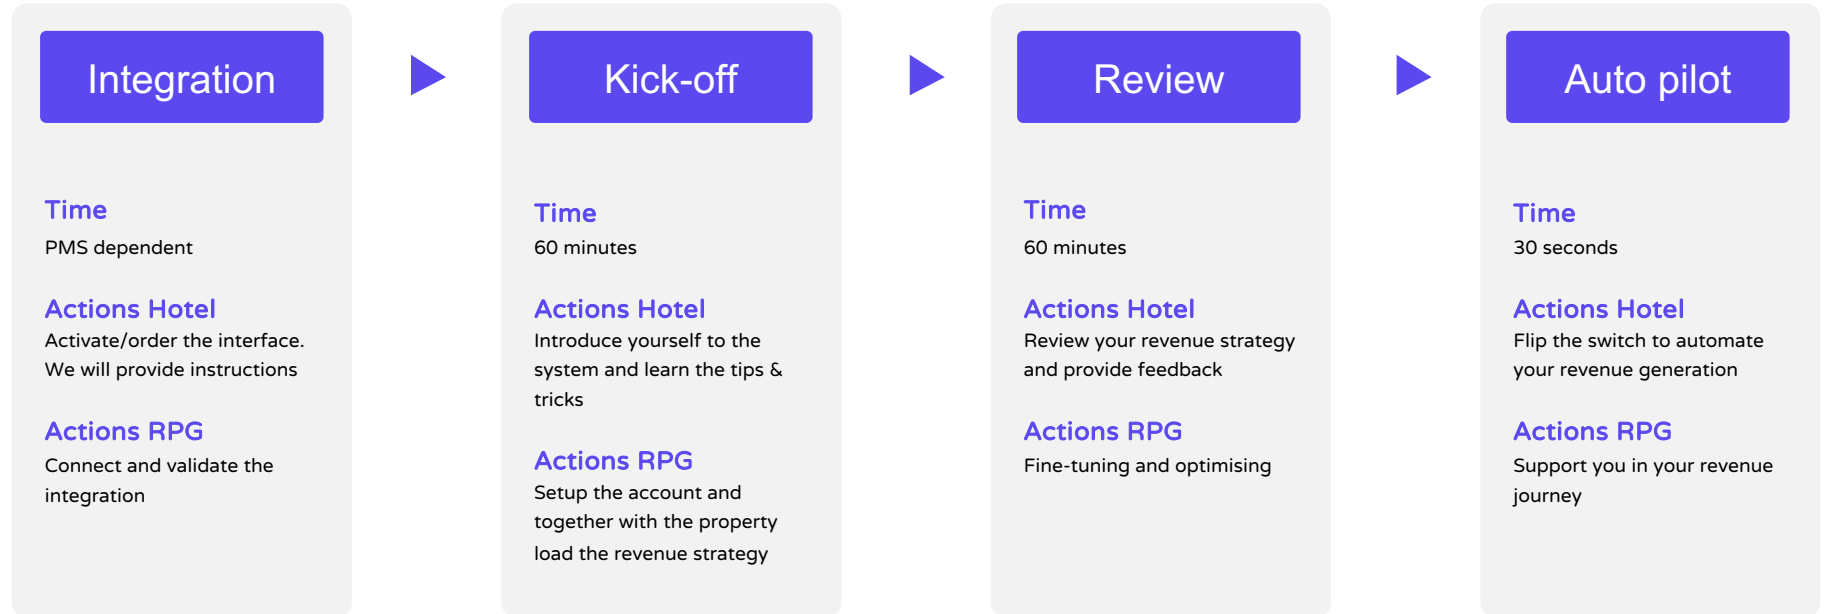 Integration
Time
PMS dependent
Actions Hotel
Activate/order the interface.
We will provide instructions
Actions RPG
Connect and validate the
integration
Kick-off
Time
60 minutes
Actions Hotel
Introduce yourself to the
system and learn the tips &
tricks
Actions RPG
Setup the account and
together with the property
load the revenue strategy
Review
Time
60 minutes
Actions Hotel
Review your revenue strategy
and provide feedback
Actions RPG
Fine-tuning and optimising
Auto pilot
Time
30 seconds
Actions Hotel
Flip the switch to automate
your revenue generation
Actions RPG
Support you in your revenue
journey